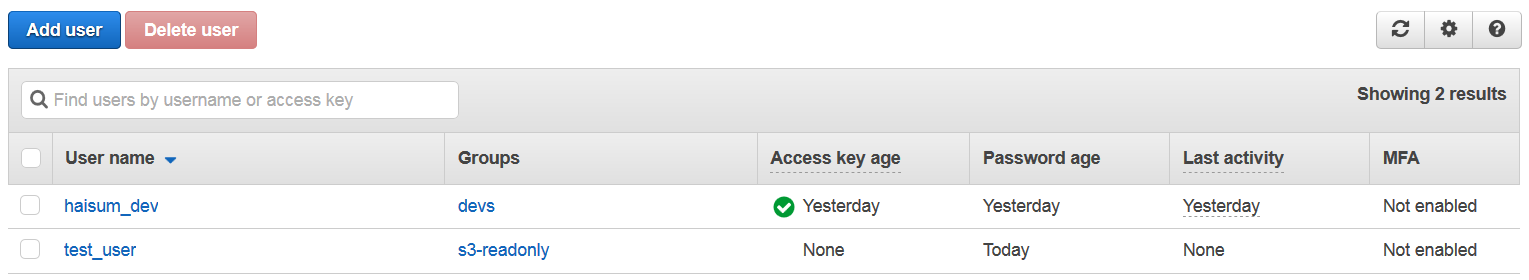 Add user Delete user
Find users by username or access key Showing 2 results
User name Groups Access key age Password age Last activity MFA
haisum_dev devs Yesterday Yesterday Yesterday Not enabled
test_user s3-readonly None Today None Not enabled